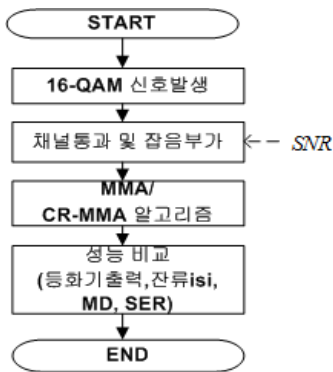 START
16-QAM 신호발생
채널통과 및 잡음부가
SNR
MMA/
CR-MMA 알고리즘
성능 비교
(등화기출력,잔류isi,
MD, SER)
END